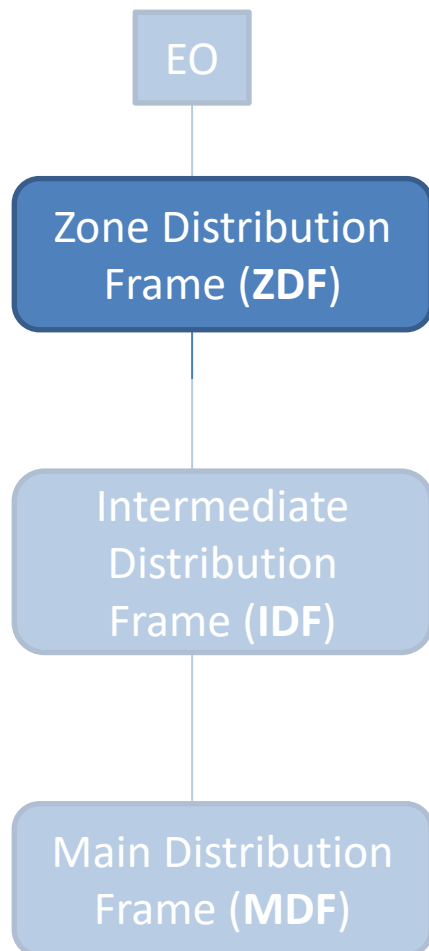 EO
Zone Distribution
Frame (ZDF)
Intermediate
Distribution
Frame (IDF)
Main Distribution
Frame (MDF)